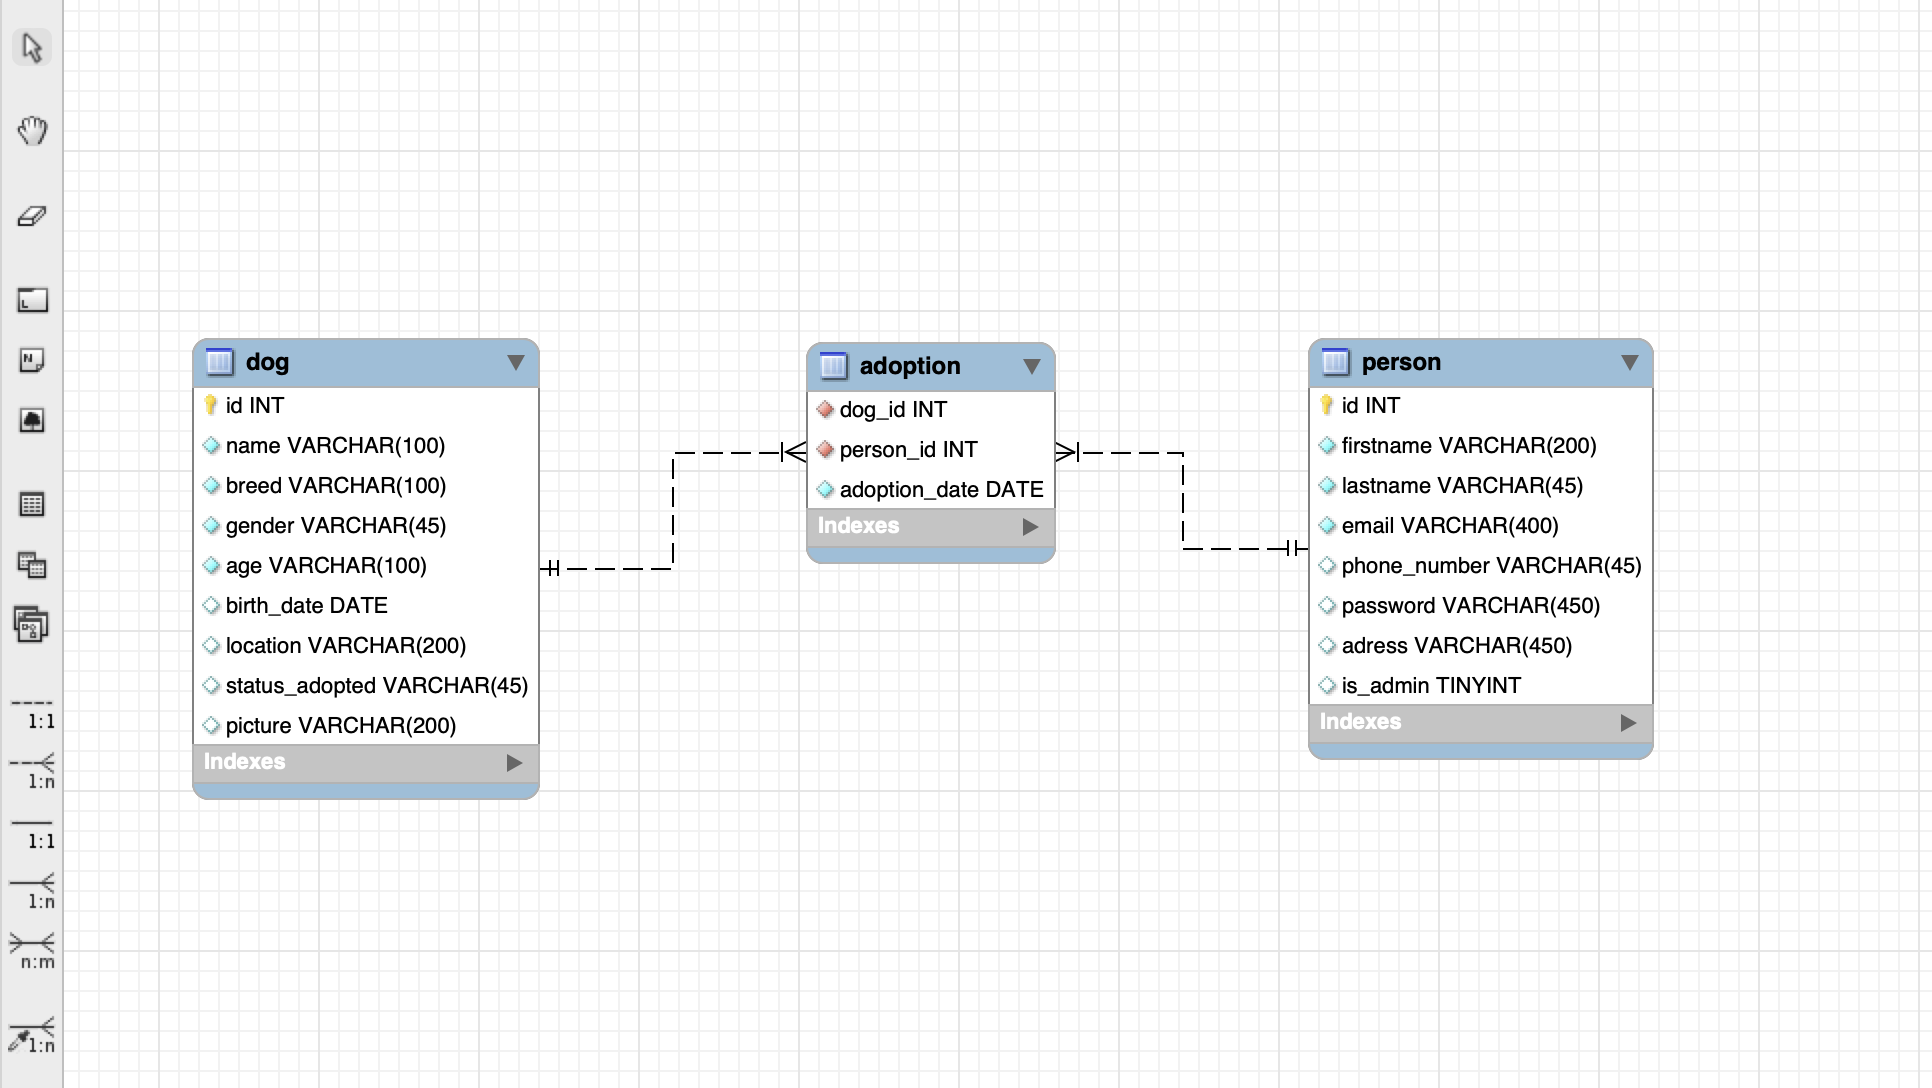 dog
id INT
name VARCHAR(100)
breed VARCHAR(100)
gender VARCHAR(45)
age VARCHAR(100)
birth_date DATE
location VARCHAR(200)
status_adopted VARCHAR(45)
picture VARCHAR(200)
Indexes
adoption
dog_id INT
person_id INT
adoption_date DATE
Indexes
person
id INT
firstname VARCHAR(200)
lastname VARCHAR(45)
email VARCHAR(400)
phone_number VARCHAR(45)
password VARCHAR(450)
adress VARCHAR(450)
is_admin TINYINT
Indexes
L
N
1:1
1:n
1:1
1:n
n:m
1:n